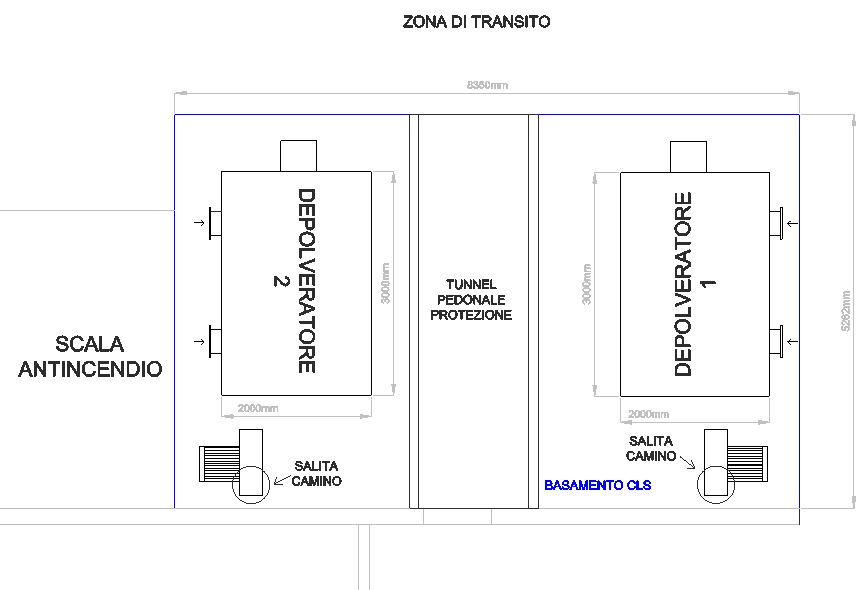 ZONA DI TRANSITO
8350mm
DEPOLVERATORE
2
3000mm
2000mm
TUNNEL
PEDONALE
PROTEZIONE
3000mm
DEPOLVERATORE
1
2000mm
5262mm
SCALA
ANTINCENDIO
SALITA
CAMINO
SALITA
CAMINO
BASAMENTO CLS